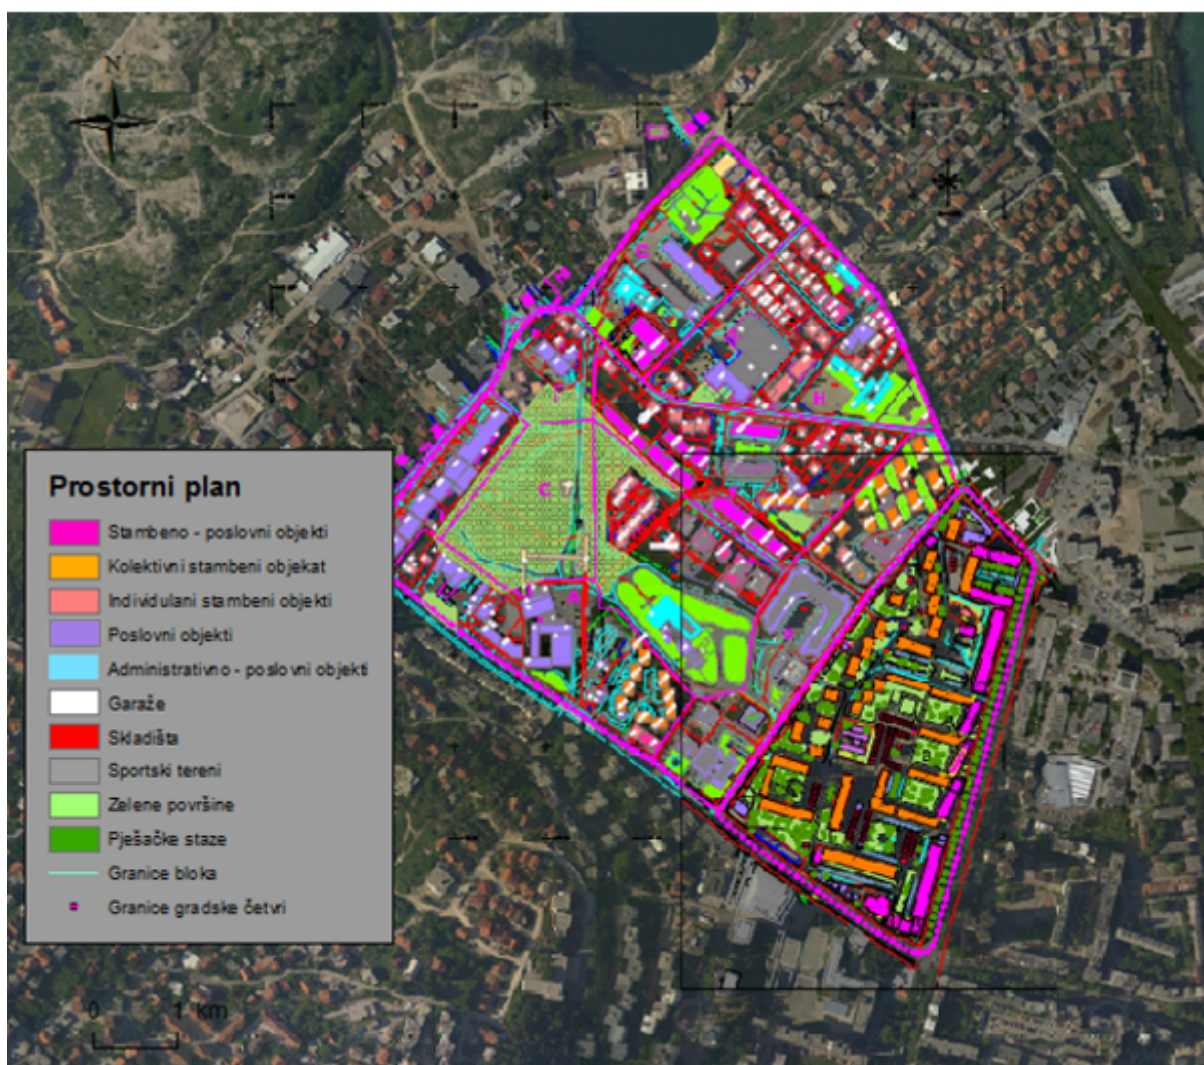 N
G
H
C
Prostorni plan
Stambeno - poslovni objekti
Kolektivni stambeni objekat
Individulani stambeni objekti
Poslovni objekti
Administrativno - poslovni objekti
Garaže
Skladišta
Sportski tereni
Zelene površine
Pješačke staze
Granice bloka
Granice gradske četvri
0 1 km